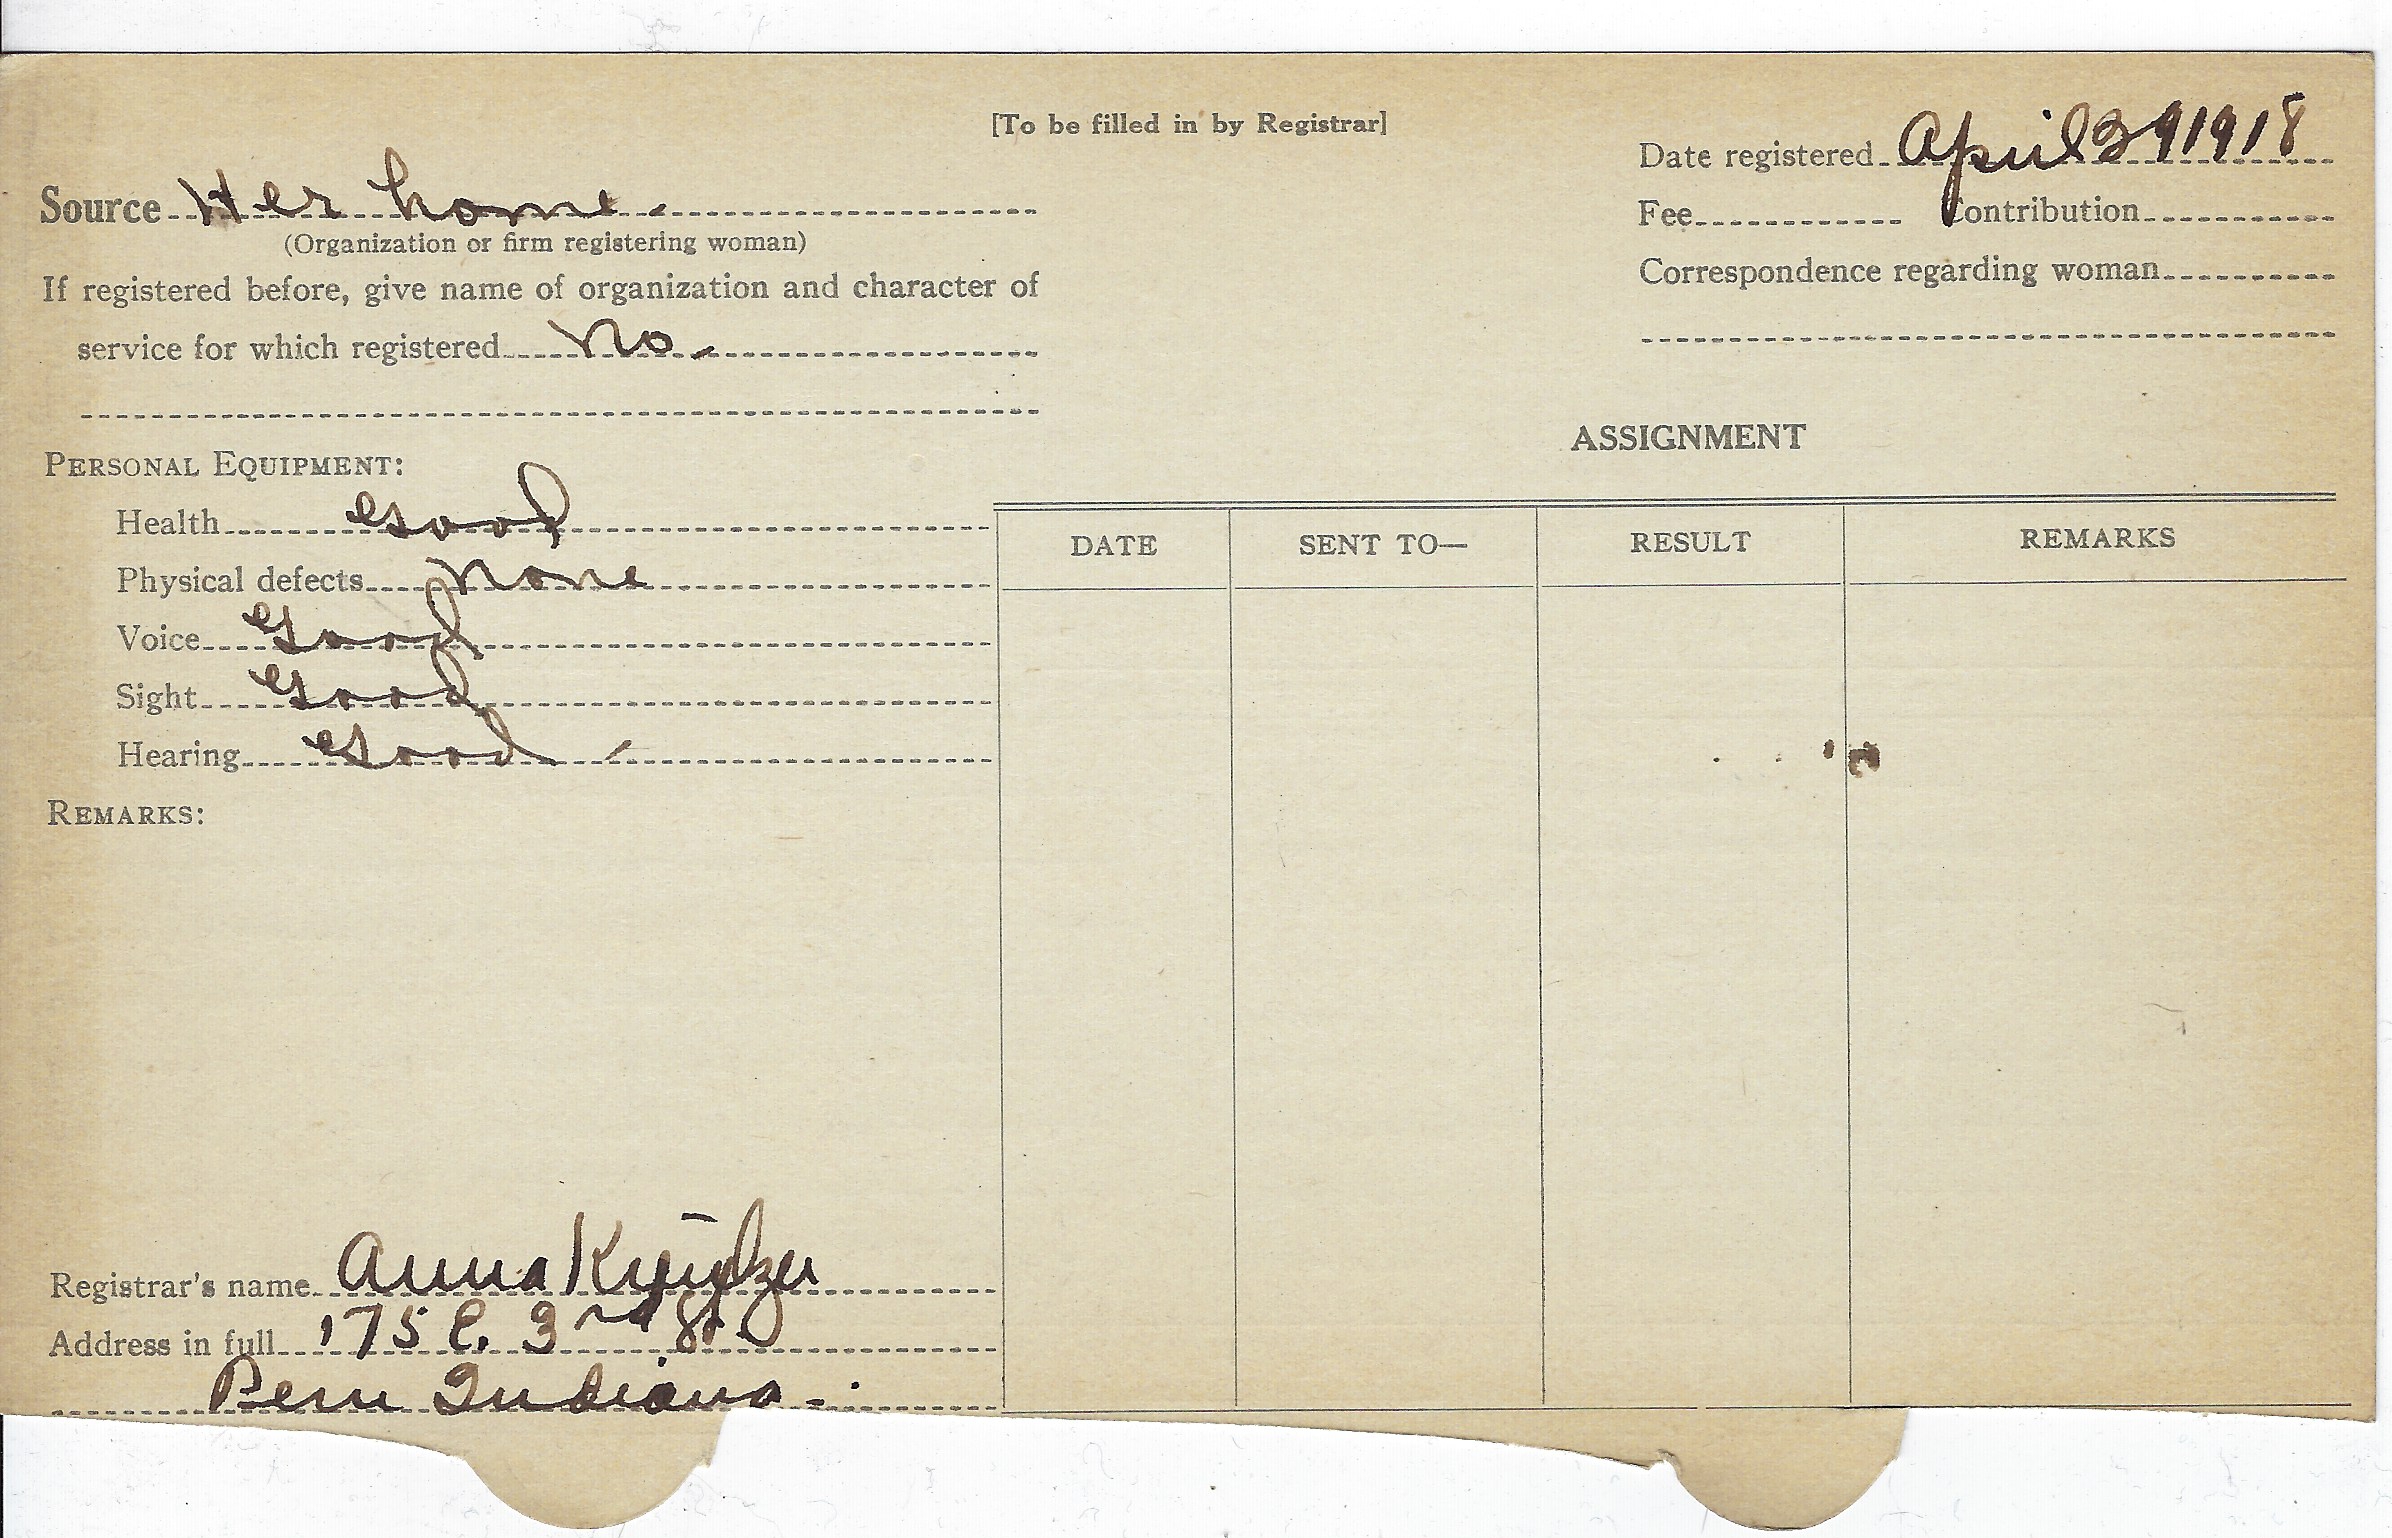 [To be filled in by Registrar]
Date registered April 29 1918
Source Her home.
(Organization or firm registering woman)
Fee Contribution
If registered before, give name of organization and character of
service for which registered No.
Correspondence regarding woman
ASSIGNMENT
PERSONAL EQUIPMENT:
Health Good
Physical defects None
Voice Good
Sight Good
Hearing Good
REMARKS:
DATE SENT TO— RESULT REMARKS
Registrar's name Anna
Address in full 175 E. 3rd St.
Peru Indiana.